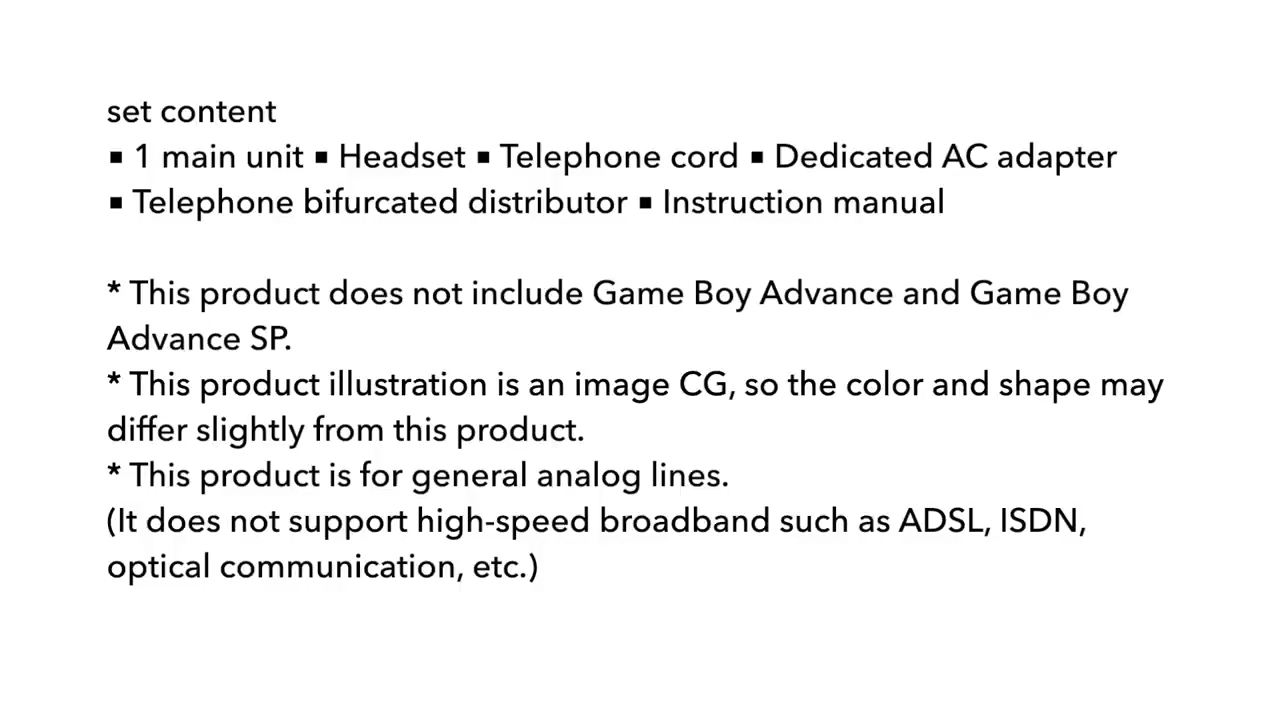 set content
▪ 1 main unit ▪ Headset ▪ Telephone cord ▪ Dedicated AC adapter
▪ Telephone bifurcated distributor ▪ Instruction manual
* This product does not include Game Boy Advance and Game Boy
Advance SP.
* This product illustration is an image CG, so the color and shape may
differ slightly from this product.
* This product is for general analog lines.
(It does not support high-speed broadband such as ADSL, ISDN,
optical communication, etc.)